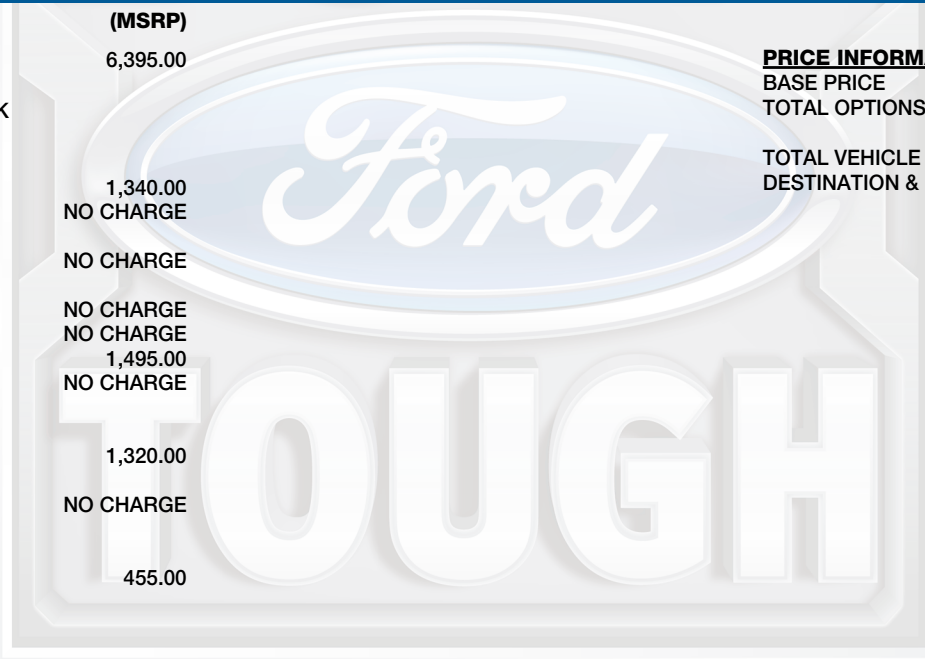 (MSRP)
6,395.00
1,340.00
NO CHARGE
NO CHARGE
NO CHARGE
NO CHARGE
1,495.00
NO CHARGE
1,320.00
NO CHARGE
455.00
PRICE INFORMA
BASE PRICE
TOTAL OPTIONS
TOTAL VEHICLE
DESTINATION &
Ford
TOUGH